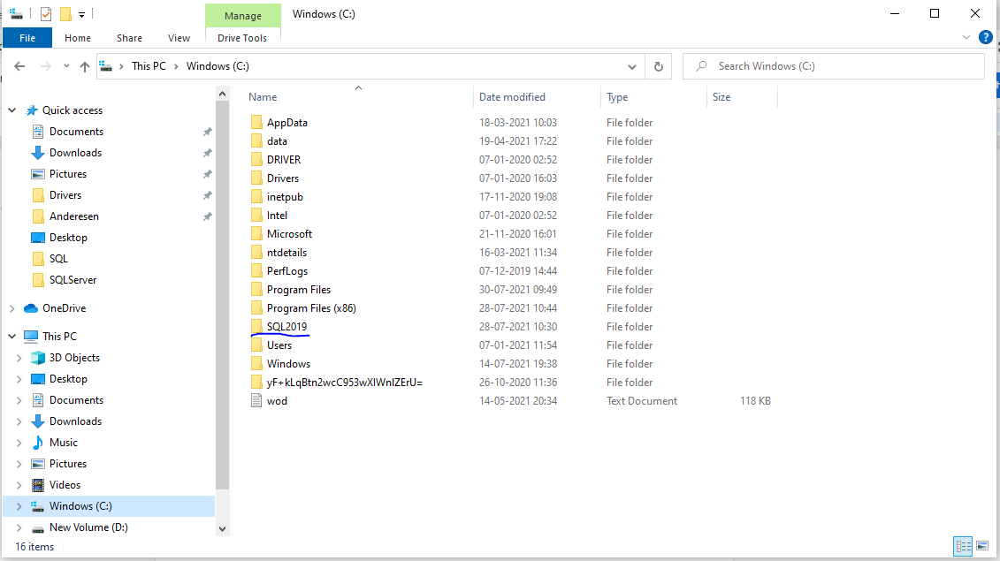 Manage
Windows (C:)
File
Home
Share
View
Drive Tools
This PC
Windows (C:)
Search Windows (C:)
Quick access
Documents
Downloads
Pictures
Drivers
Anderesen
Desktop
SQL
SQLServer
OneDrive
This PC
3D Objects
Desktop
Documents
Downloads
Music
Pictures
Videos
Windows (C:)
New Volume (D:)
Name Date modified Type Size
AppData 18-03-2021 10:03 File folder
data 19-04-2021 17:22 File folder
DRIVER 07-01-2020 02:52 File folder
Drivers 07-01-2020 16:03 File folder
inetpub 17-11-2020 19:08 File folder
Intel 07-01-2020 02:52 File folder
Microsoft 21-11-2020 16:01 File folder
ntdetails 16-03-2021 11:34 File folder
PerfLogs 07-12-2019 14:44 File folder
Program Files 30-07-2021 09:49 File folder
Program Files (x86) 28-07-2021 10:44 File folder
SQL2019 28-07-2021 10:30 File folder
Users 07-01-2021 11:54 File folder
Windows 14-07-2021 19:38 File folder
26-10-2020 11:36 File folder
wod 14-05-2021 20:34 Text Document 118 KB
16 items